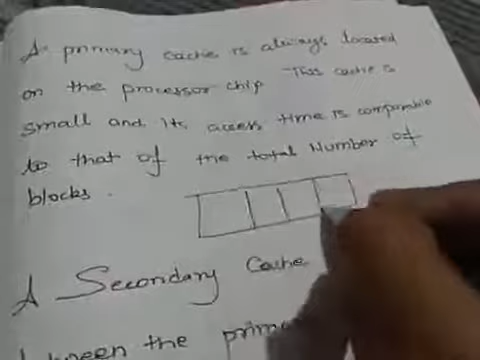 A primary cache is always located
on the processor chip This cache is
small and its access time is comparable
to that of the total Number of
blocks.
A Secondary Cache
the prim